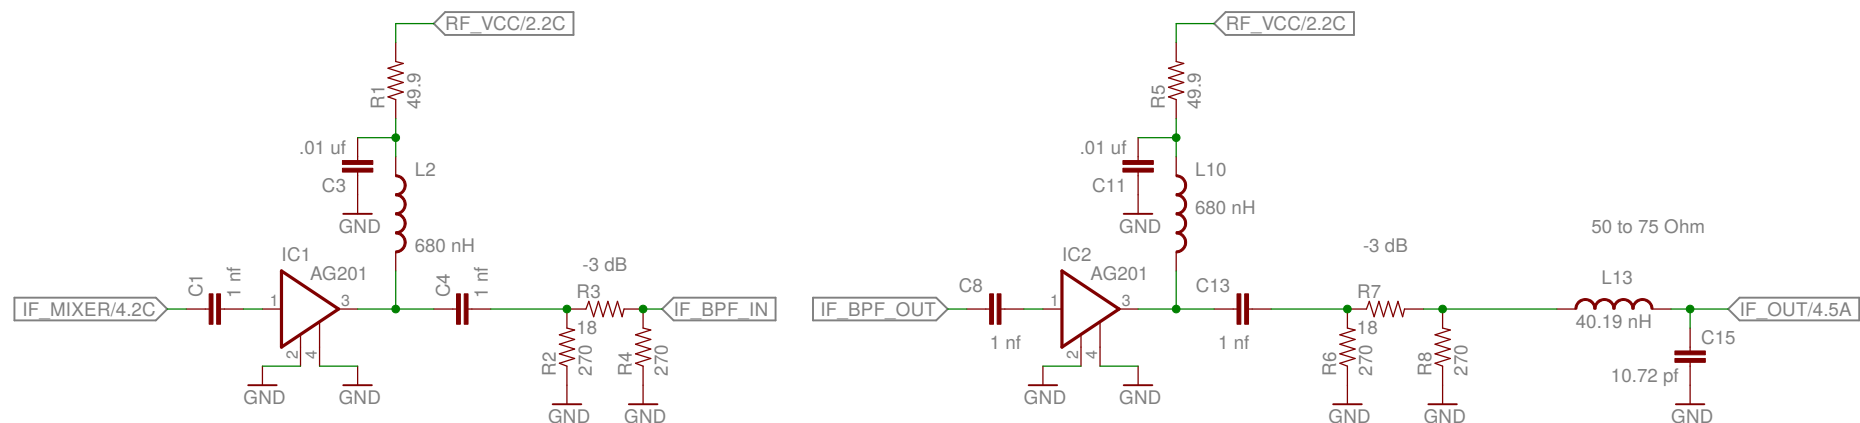 RF_VCC/2.2C
R1
49.9
.01 uf
C3
GND
L2
680 nH
IC1
AG201
IF_MIXER/4.2C
C1
1 nf
1
3
2
4
GND
GND
C4
1 nf
-3 dB
R3
18
R2
270
R4
270
GND
GND
IF_BPF_IN
RF_VCC/2.2C
R5
49.9
.01 uf
C11
GND
L10
680 nH
IC2
AG201
IF_BPF_OUT
C8
1 nf
1
3
2
4
GND
GND
C13
1 nf
-3 dB
R7
18
R6
270
R8
270
GND
GND
50 to 75 Ohm
L13
40.19 nH
C15
10.72 pf
GND
IF_OUT/4.5A